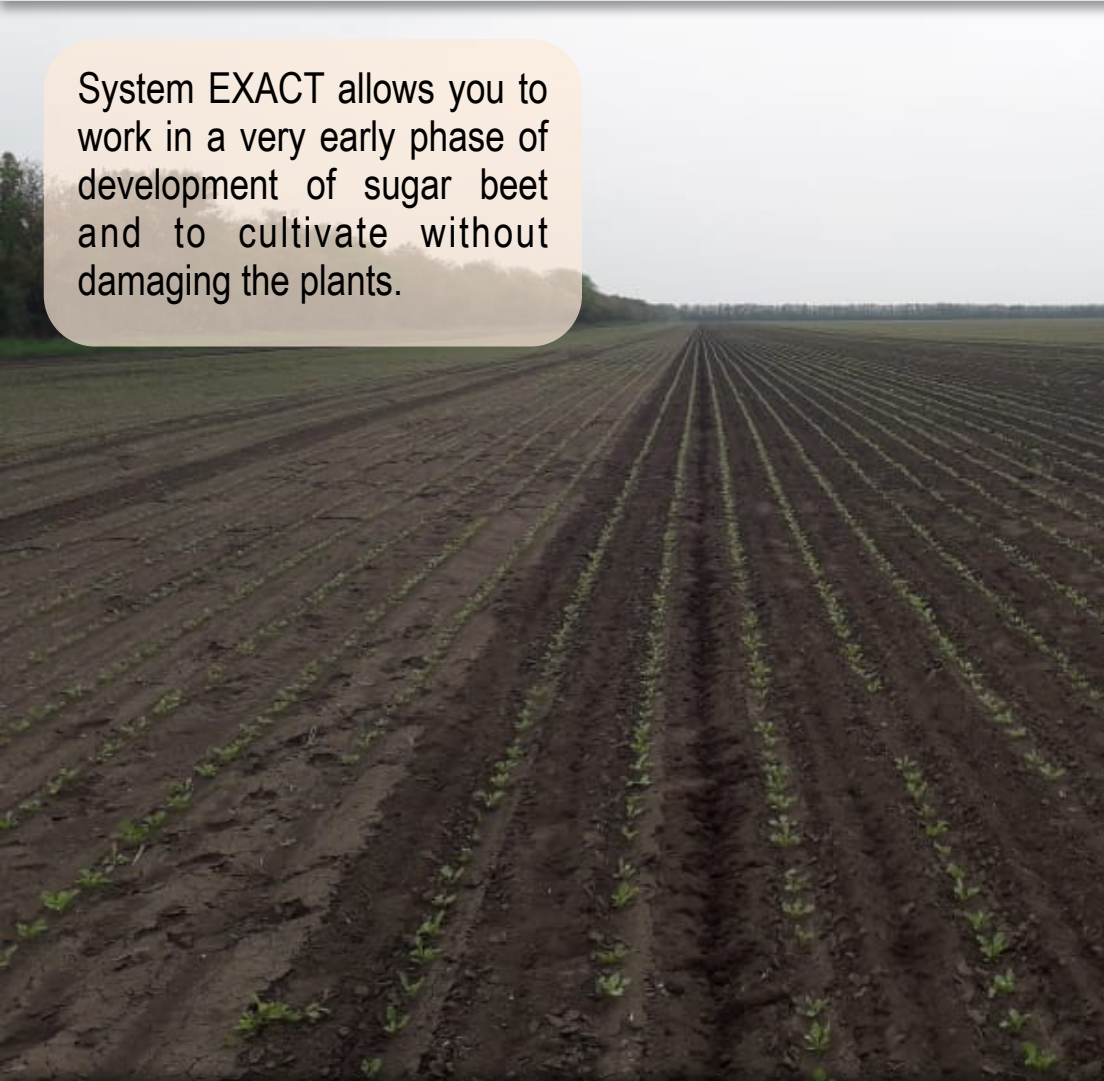 System EXACT allows you to
work in a very early phase of
development of sugar beet
and to cultivate without
damaging the plants.